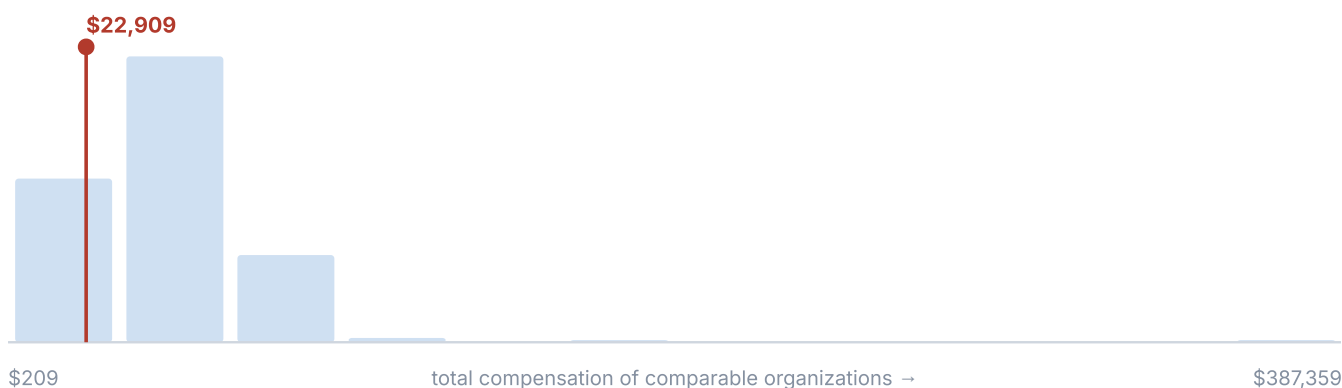 $22,909
$209 total compensation of comparable organizations → $387,359